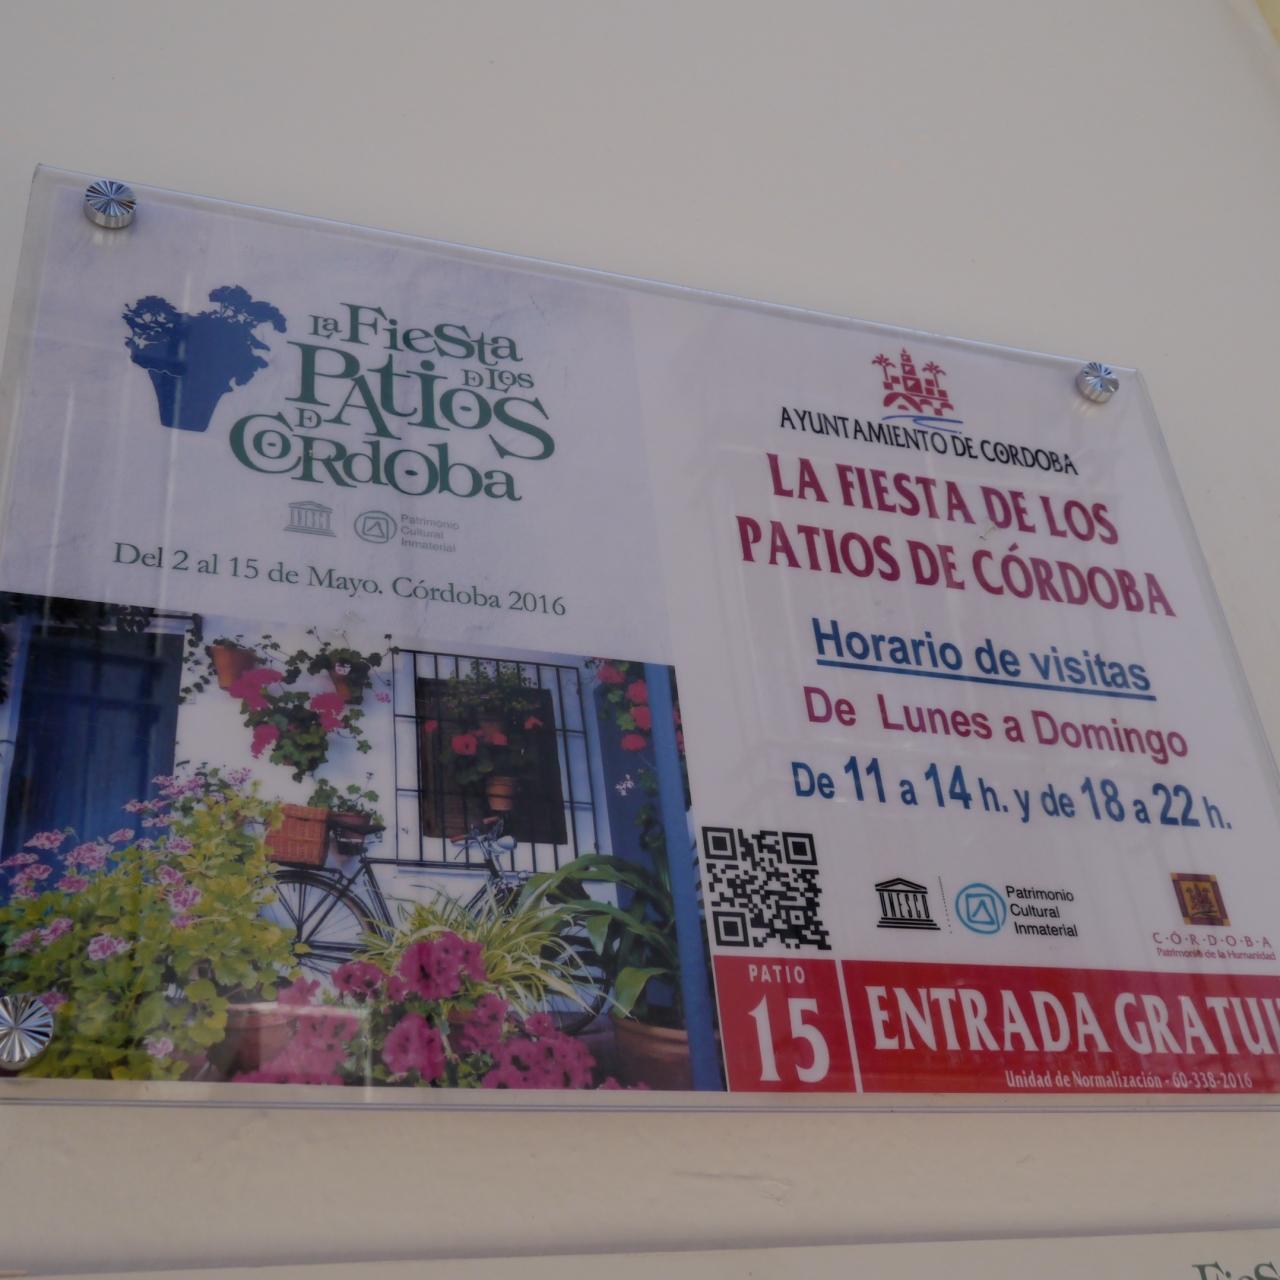 La Fiesta
de los
Patios
de
Córdoba
UNESCO
Patrimonio
Cultural
Inmaterial
Del 2 al 15 de Mayo. Córdoba 2016
AYUNTAMIENTO DE CORDOBA
LA FIESTA DE LOS
PATIOS DE CÓRDOBA
Horario de visitas
De Lunes a Domingo
De 11 a 14 h. y de 18 a 22 h.
UNESCO
Patrimonio
Cultural
Inmaterial
C·Ó·R·D·O·B·A
Patrimonio de la Humanidad
PATIO
15
ENTRADA GRATUI
Unidad de Normalización - 60-338-2016